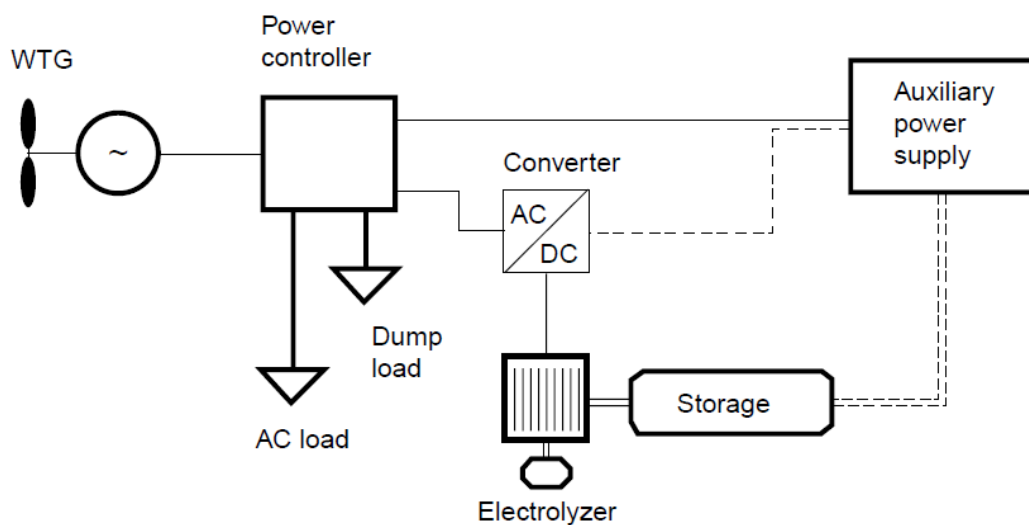 WTG
Power
controller
~
Auxiliary
power
supply
Converter
AC
DC
Dump
load
AC load
Storage
Electrolyzer